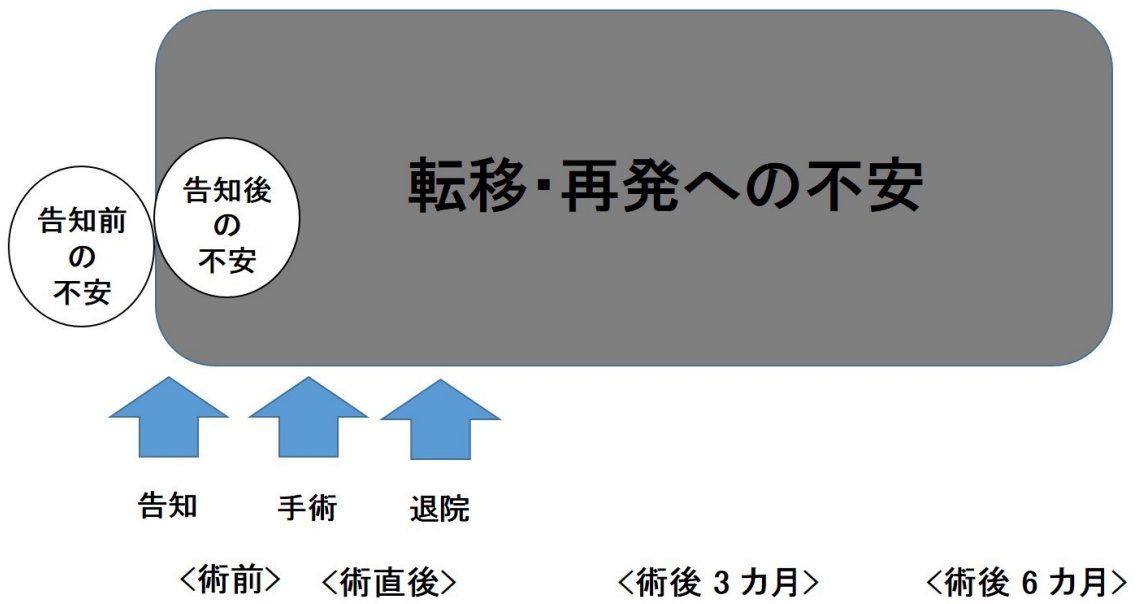 転移・再発への不安
告知前
の
不安
告知後
の
不安
告知
手術
退院
<術前>
<術直後>
<術後 3 カ月>
<術後 6 カ月>